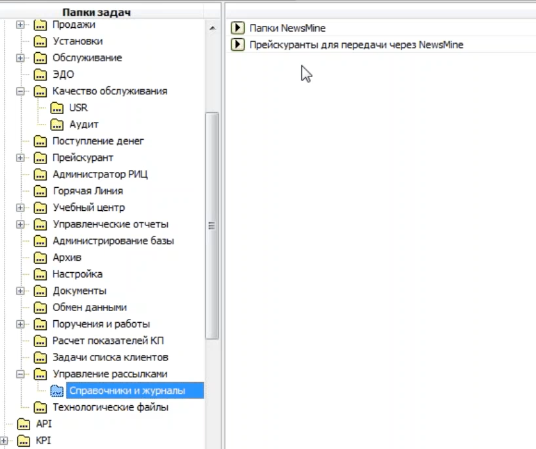 Папки задач
Продажи
Установки
Обслуживание
ЭДО
Качество обслуживания
USR
Аудит
Поступление денег
Прейскурант
Администратор РИЦ
Горячая Линия
Учебный центр
Управленческие отчеты
Администрирование базы
Архив
Настройка
Документы
Обмен данными
Поручения и работы
Расчет показателей КП
Задачи списка клиентов
Управление рассылками
Справочники и журналы
Технологические файлы
API
KPI
Папки NewsMine
Прейскуранты для передачи через NewsMine